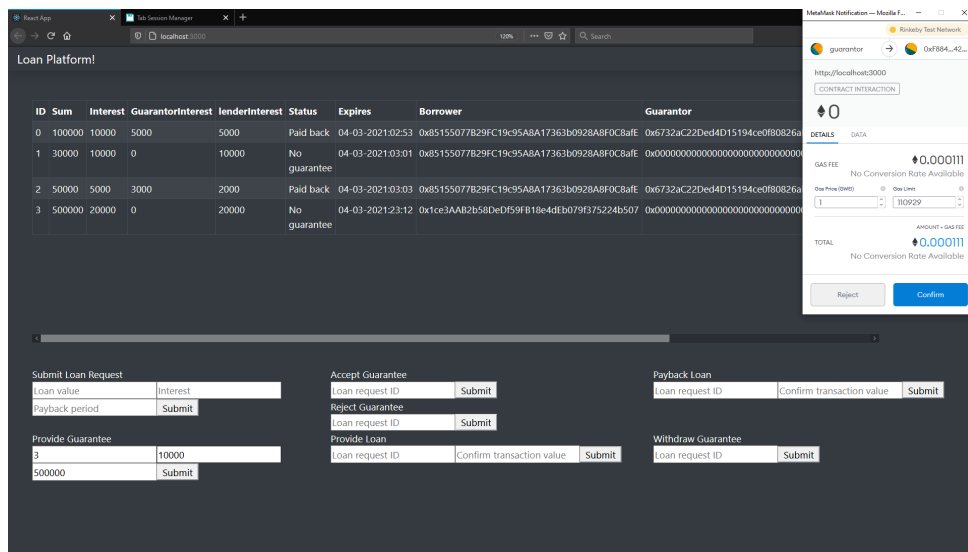 React App
Tab Session Manager
localhost:3000
120%
Search
Loan Platform!
ID Sum Interest GuarantorInterest lenderInterest Status Expires Borrower Guarantor
0 100000 10000 5000 5000 Paid back 04-03-2021:02:53 0x85155077B29FC19c95A8A17363b0928A8F0C8afE 0x6732aC22Ded4D15194ce0f80826a
1 30000 10000 0 10000 No guarantee 04-03-2021:03:01 0x85155077B29FC19c95A8A17363b0928A8F0C8afE
2 50000 5000 3000 2000 Paid back 04-03-2021:03:03 0x85155077B29FC19c95A8A17363b0928A8F0C8afE 0x6732aC22Ded4D15194ce0f80826a
3 500000 20000 0 20000 No guarantee 04-03-2021:23:12 0x1ce3AAB2b58DeDf59FB18e4dEb079f375224b507
Submit Loan Request
Loan value Interest
Payback period Submit
Provide Guarantee
3 10000
500000 Submit
Accept Guarantee
Loan request ID Submit
Reject Guarantee
Loan request ID Submit
Provide Loan
Loan request ID Confirm transaction value Submit
Payback Loan
Loan request ID Confirm transaction value Submit
Withdraw Guarantee
Loan request ID Submit
MetaMask Notification — Mozilla F...
Rinkeby Test Network
guarantor 0xF884...42...
http://localhost:3000
CONTRACT INTERACTION
0
DETAILS DATA
GAS FEE 0.000111
No Conversion Rate Available
Gas Price (GWEI) Gas Limit
1 110929
AMOUNT + GAS FEE
TOTAL 0.000111
No Conversion Rate Available
Reject Confirm